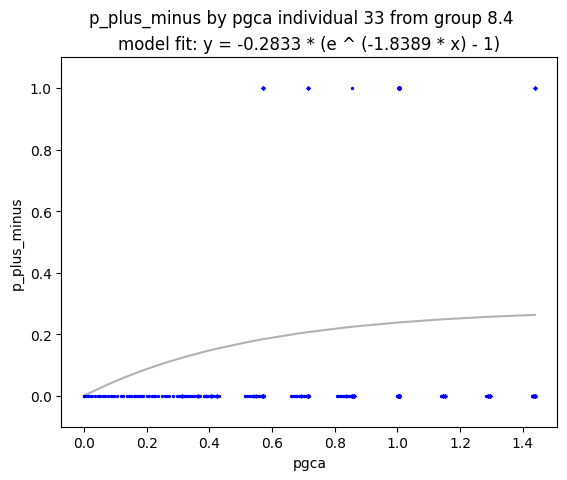 p_plus_minus by pgca individual 33 from group 8.4
model fit: y = -0.2833 * (e ^ (-1.8389 * x) - 1)
1.0
0.8
0.6
0.4
0.2
0.0
p_plus_minus
0.0 0.2 0.4 0.6 0.8 1.0 1.2 1.4
pgca